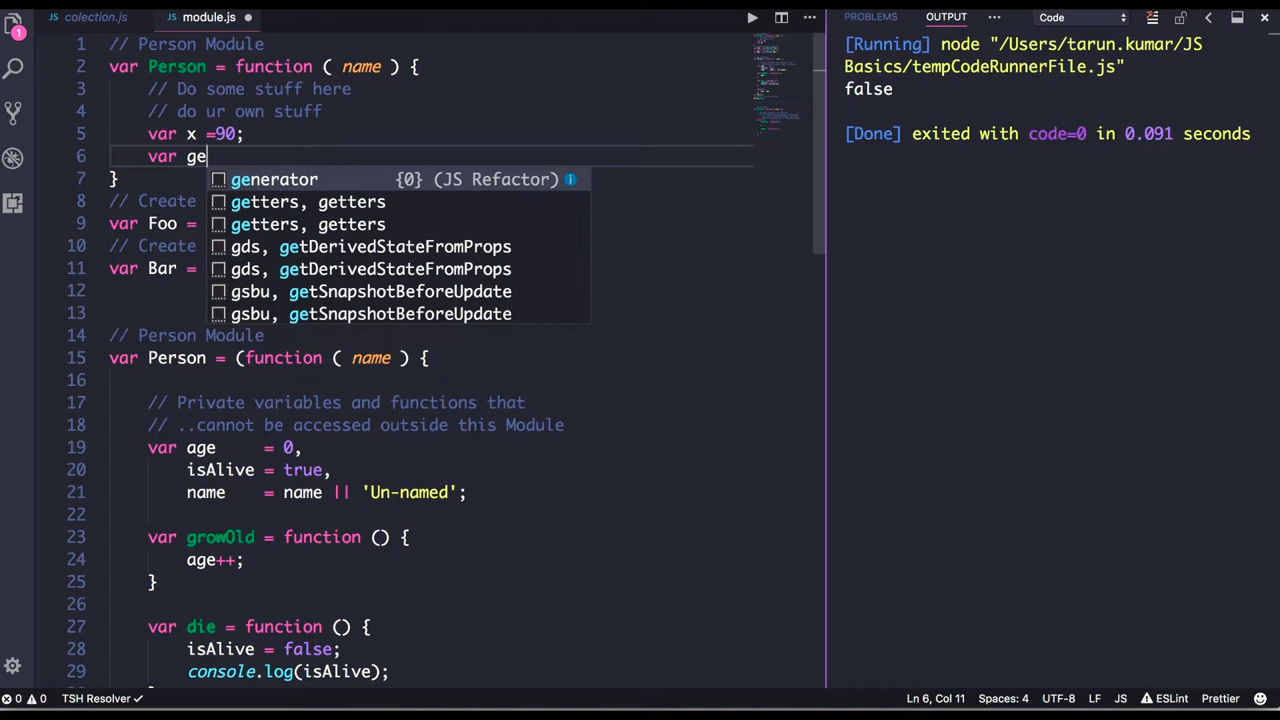 JS colection.js JS module.js ● PROBLEMS OUTPUT ••• Code
1
1 // Person Module
2 var Person = function ( name ) {
3 // Do some stuff here
4 // do ur own stuff
5 var x =90;
6 var ge
7 }
8 // Create
9 var Foo =
10 // Create
11 var Bar =
12
13
14 // Person Module
15 var Person = (function ( name ) {
16
17 // Private variables and functions that
18 // ..cannot be accessed outside this Module
19 var age = 0,
20 isAlive = true,
21 name = name || 'Un-named';
22
23 var growOld = function () {
24 age++;
25 }
26
27 var die = function () {
28 isAlive = false;
29 console.log(isAlive);
generator {0} (JS Refactor)
getters, getters
getters, getters
gds, getDerivedStateFromProps
gds, getDerivedStateFromProps
gsbu, getSnapshotBeforeUpdate
gsbu, getSnapshotBeforeUpdate
[Running] node "/Users/tarun.kumar/JS
Basics/tempCodeRunnerFile.js"
false
[Done] exited with code=0 in 0.091 seconds
0 0 TSH Resolver ✓ Ln 6, Col 11 Spaces: 4 UTF-8 LF JS ESLint Prettier